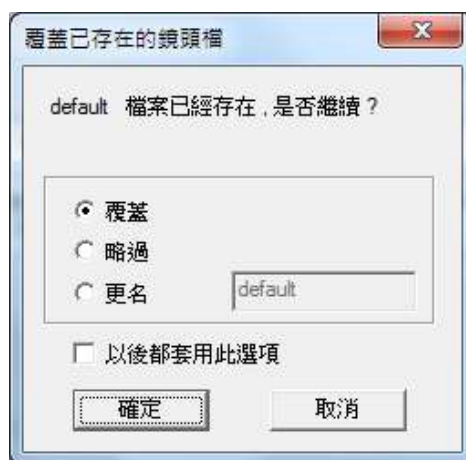 覆蓋已存在的鏡頭檔
default 檔案已經存在 , 是否繼續 ?
覆蓋
略過
更名 default
以後都套用此選項
確定 取消